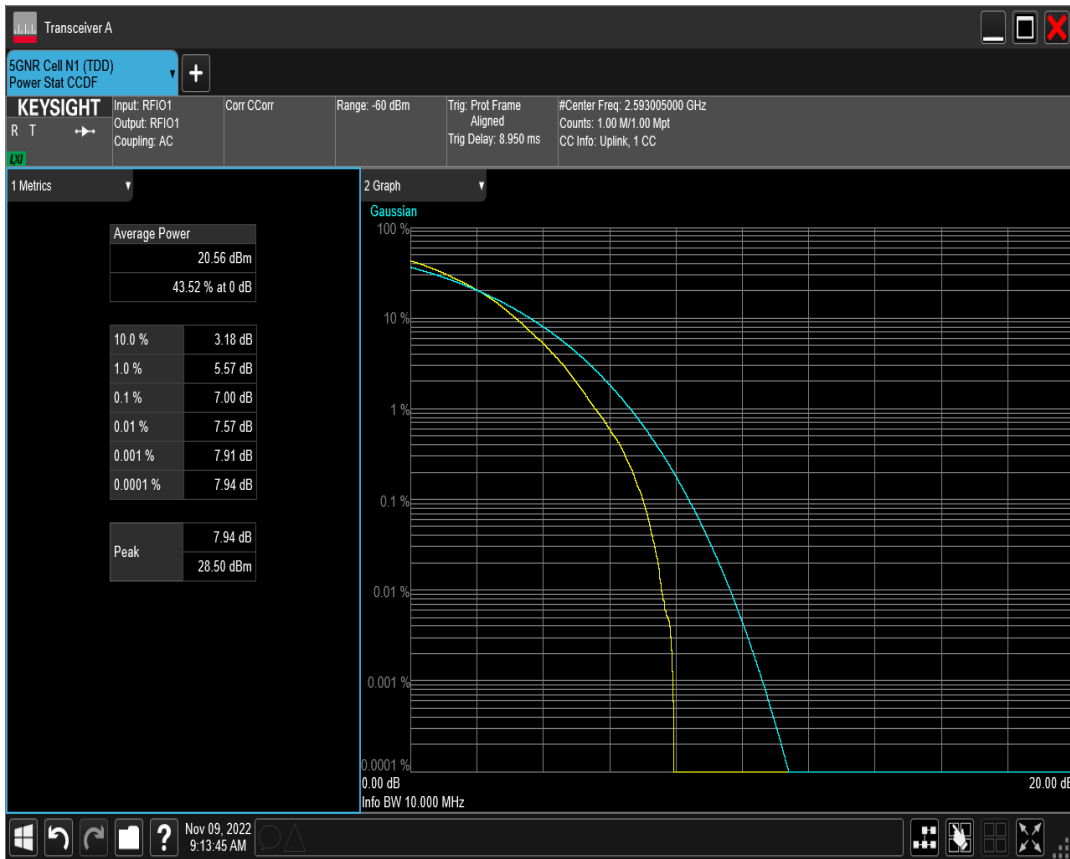 Transceiver A
5GNR Cell N1 (TDD)
Power Stat CCDF
+
KEYSIGHT
R T
LXI
Input: RFIO1
Output: RFIO1
Coupling: AC
Corr CCorr
Range: -60 dBm
Trig: Prot Frame
Aligned
Trig Delay: 8.950 ms
#Center Freq: 2.593005000 GHz
Counts: 1.00 M/1.00 Mpt
CC Info: Uplink, 1 CC
1 Metrics
Average Power
20.56 dBm
43.52 % at 0 dB
10.0 % 3.18 dB
1.0 % 5.57 dB
0.1 % 7.00 dB
0.01 % 7.57 dB
0.001 % 7.91 dB
0.0001 % 7.94 dB
Peak
7.94 dB
28.50 dBm
2 Graph
Gaussian
100 %
10 %
1 %
0.1 %
0.01 %
0.001 %
0.0001 %
0.00 dB
20.00 dB
Info BW 10.000 MHz
?
Nov 09, 2022
9:13:45 AM